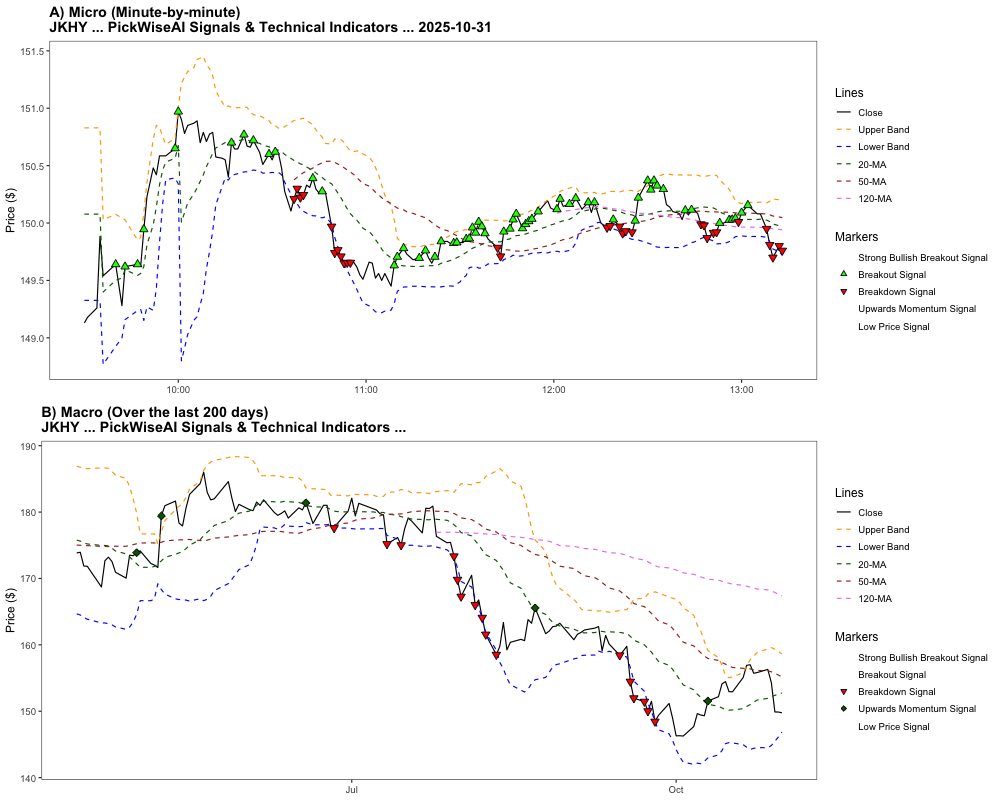 A) Micro (Minute-by-minute)
JKHY ... PickWiseAI Signals & Technical Indicators ... 2025-10-31
Price ($)
151.5
151.0
150.5
150.0
149.5
149.0
10:00
11:00
12:00
13:00
Lines
Close
Upper Band
Lower Band
20-MA
50-MA
120-MA
Markers
Strong Bullish Breakout Signal
Breakout Signal
Breakdown Signal
Upwards Momentum Signal
Low Price Signal
B) Macro (Over the last 200 days)
JKHY ... PickWiseAI Signals & Technical Indicators ...
Price ($)
190
180
170
160
150
140
Jul
Oct
Lines
Close
Upper Band
Lower Band
20-MA
50-MA
120-MA
Markers
Strong Bullish Breakout Signal
Breakout Signal
Breakdown Signal
Upwards Momentum Signal
Low Price Signal